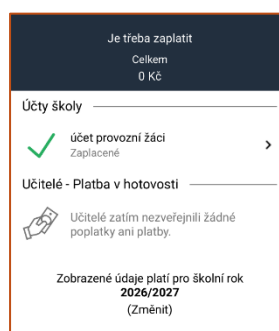 Je třeba zaplatit
Celkem
0 Kč
Účty školy
účet provozní žáci
Zaplacené
Učitelé - Platba v hotovosti
Učitelé zatím nezveřejnili žádné
poplatky ani platby.
Zobrazené údaje platí pro školní rok
2026/2027
(Změnit)